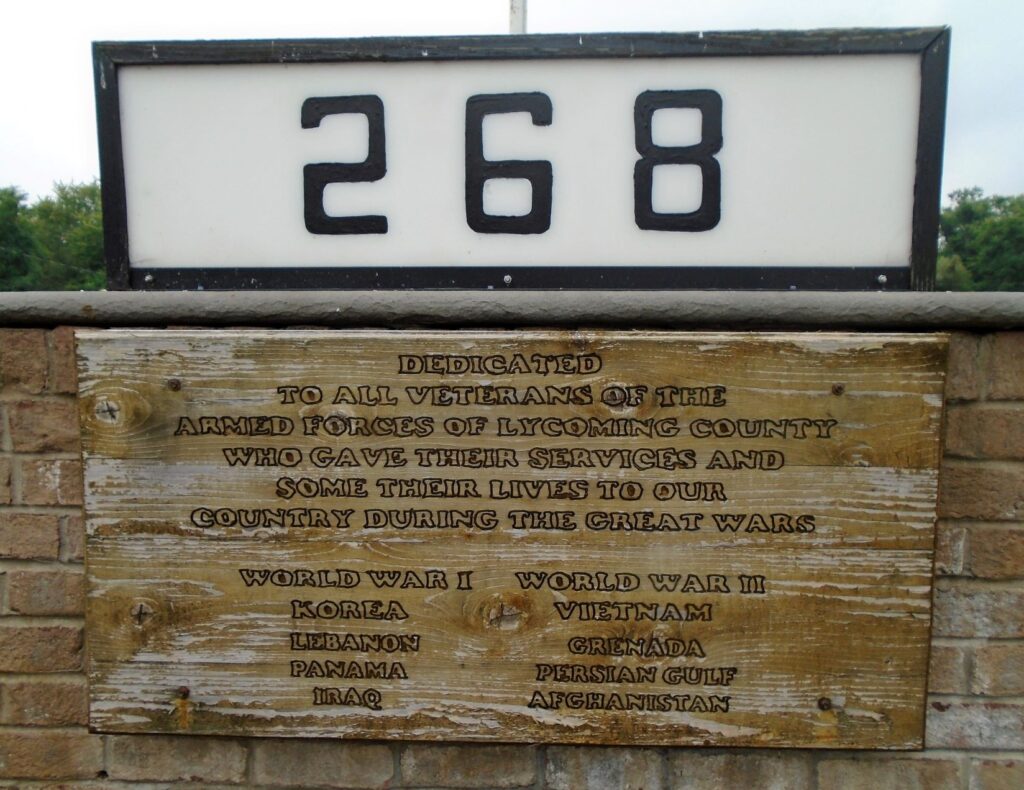 268
DEDICATED
TO ALL VETERANS OF THE
ARMED FORCES OF LYCOMING COUNTY
WHO GAVE THEIR SERVICES AND
SOME THEIR LIVES TO OUR
COUNTRY DURING THE GREAT WARS
WORLD WAR I WORLD WAR II
KOREA VIETNAM
LEBANON GRENADA
PANAMA PERSIAN GULF
IRAQ AFGHANISTAN